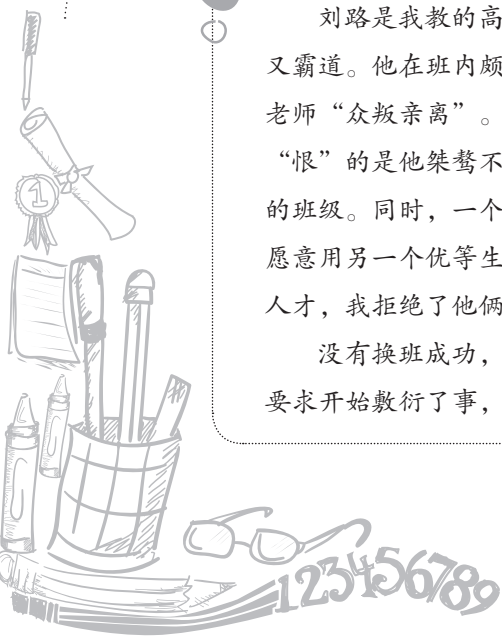 刘路是我教的高
又霸道。他在班内颇
老师“众叛亲离”。
“恨”的是他桀骜不
的班级。同时，一个
愿意用另一个优等生
人才，我拒绝了他俩
没有换班成功，
要求开始敷衍了事，
1
123456789